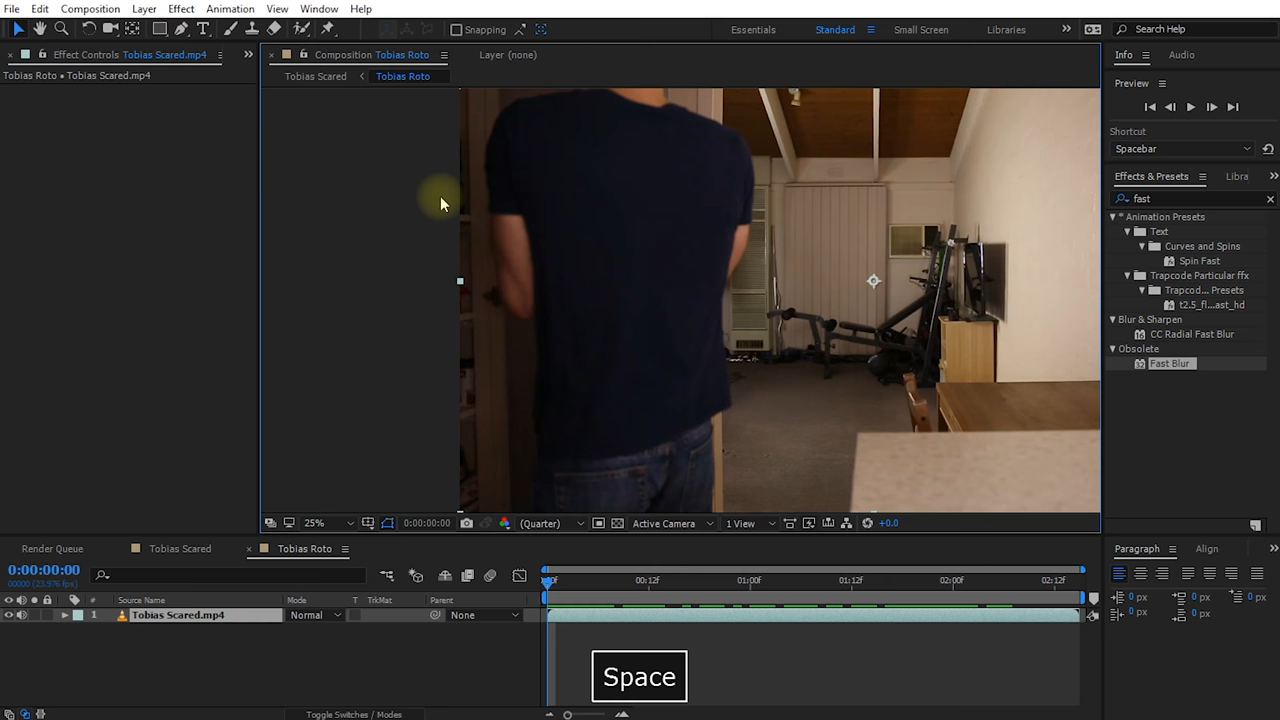 File Edit Composition Layer Effect Animation View Window Help
Snapping Essentials Standard Small Screen Libraries Search Help
Effect Controls Tobias Scared.mp4
Tobias Roto • Tobias Scared.mp4
Composition Tobias Roto
Layer (none)
Tobias Scared Tobias Roto
Info Audio
Preview
Shortcut
Spacebar
Effects & Presets Libra
fast
* Animation Presets
Text
Curves and Spins
Spin Fast
Trapcode Particular ffx
Trapcod... Presets
t2.5_fl...ast_hd
Blur & Sharpen
CC Radial Fast Blur
Obsolete
Fast Blur
25% 0:00:00:00 (Quarter) Active Camera 1 View +0.0
Render Queue Tobias Scared Tobias Roto
0:00:00:00
00000 (23.976 fps)
00f 00:12f 01:00f 01:12f 02:00f 02:12f
# Source Name Mode T TrkMat Parent
1 Tobias Scared.mp4 Normal None
Toggle Switches / Modes
Space
Paragraph Align
0 px 0 px 0 px
0 px 0 px